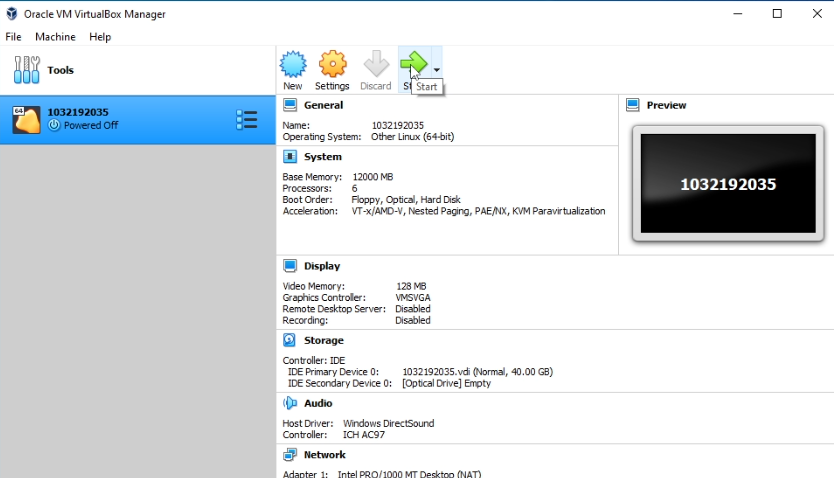 Oracle VM VirtualBox Manager
File Machine Help
Tools
New Settings Discard St
Start
64
1032192035
Powered Off
General
Name: 1032192035
Operating System: Other Linux (64-bit)
System
Base Memory: 12000 MB
Processors: 6
Boot Order: Floppy, Optical, Hard Disk
Acceleration: VT-x/AMD-V, Nested Paging, PAE/NX, KVM Paravirtualization
Preview
1032192035
Display
Video Memory: 128 MB
Graphics Controller: VMSVGA
Remote Desktop Server: Disabled
Recording: Disabled
Storage
Controller: IDE
IDE Primary Device 0: 1032192035.vdi (Normal, 40.00 GB)
IDE Secondary Device 0: [Optical Drive] Empty
Audio
Host Driver: Windows DirectSound
Controller: ICH AC97
Network
Adapter 1: Intel PRO/1000 MT Desktop (NAT)